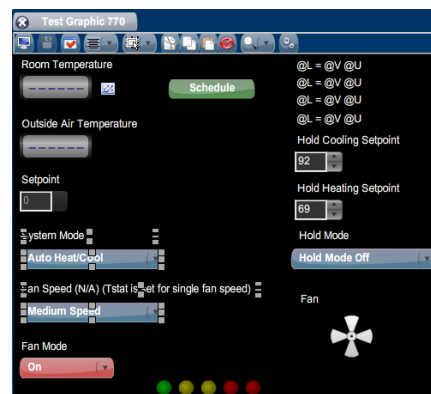 Test Graphic 770
Room Temperature
------
Schedule
Outside Air Temperature
------
Setpoint
0
System Mode
Auto Heat/Cool
Fan Speed (N/A) (Tstat is set for single fan speed)
Medium Speed
Fan Mode
On
@L = @V @U
@L = @V @U
@L = @V @U
@L = @V @U
Hold Cooling Setpoint
92
Hold Heating Setpoint
69
Hold Mode
Hold Mode Off
Fan